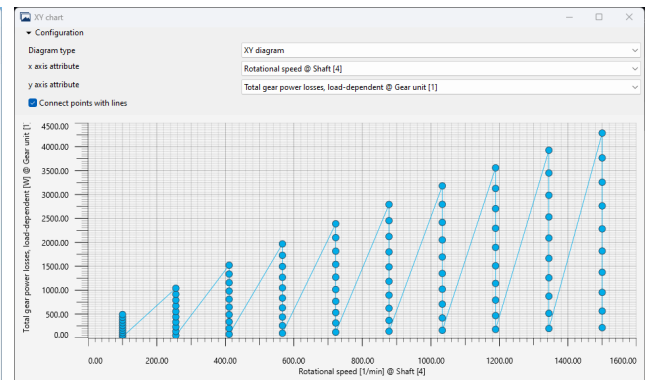 XY chart
Configuration
Diagram type
XY diagram
x axis attribute
Rotational speed @ Shaft [4]
y axis attribute
Total gear power losses, load-dependent @ Gear unit [1]
Connect points with lines
Total gear power losses, load-dependent [W] @ Gear unit [1
4500.00
4000.00
3500.00
3000.00
2500.00
2000.00
1500.00
1000.00
500.00
0.00
0.00 200.00 400.00 600.00 800.00 1000.00 1200.00 1400.00 1600.00
Rotational speed [1/min] @ Shaft [4]